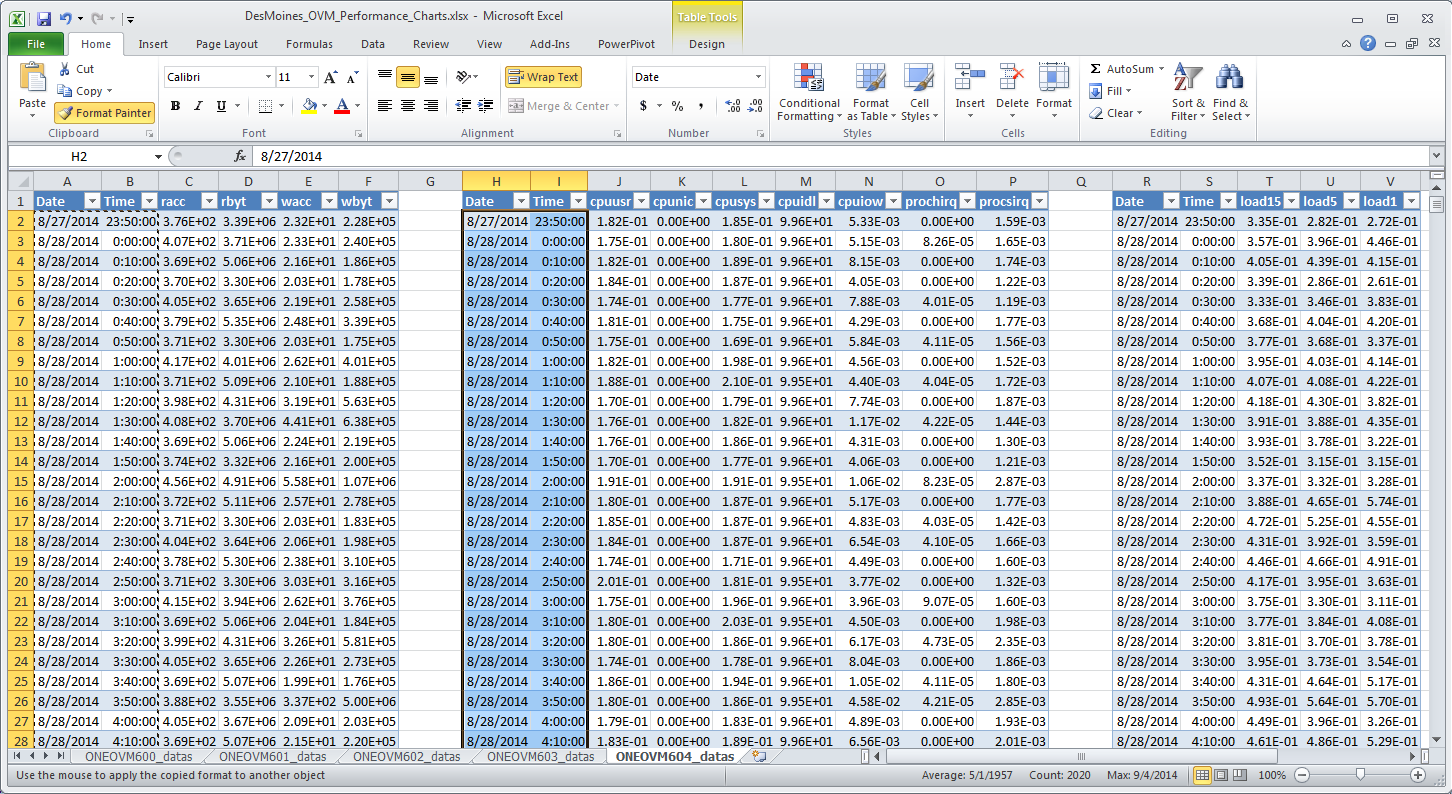 DesMoines_OVM_Performance_Charts.xlsx - Microsoft Excel
Table Tools
File Home Insert Page Layout Formulas Data Review View Add-Ins PowerPivot Design
Paste Cut Calibri 11 Wrap Text Date Conditional Formatting Format as Table Cell Styles Insert Delete Format AutoSum Sort & Filter Find & Select
Copy Fill
Format Painter B I U A Merge & Center $ % , Clear
Clipboard Font Alignment Number Styles Cells Editing
H2 fx 8/27/2014
A B C D E F G H I J K L M N O P Q R S T U V
1 Date Time racc rbyt wacc wbyt Date Time cpuusr cpunic cpusys cpuidl cpuiow prochirq procsirq Date Time load15 load5 load1
2 8/27/2014 23:50:00 3.76E+02 3.39E+06 2.32E+01 2.28E+05 8/27/2014 23:50:00 1.82E-01 0.00E+00 1.85E-01 9.96E+01 5.33E-03 0.00E+00 1.59E-03 8/27/2014 23:50:00 3.35E-01 2.82E-01 2.72E-01
3 8/28/2014 0:00:00 4.07E+02 3.71E+06 2.33E+01 2.40E+05 8/28/2014 0:00:00 1.75E-01 0.00E+00 1.80E-01 9.96E+01 5.15E-03 8.26E-05 1.65E-03 8/28/2014 0:00:00 3.57E-01 3.96E-01 4.46E-01
4 8/28/2014 0:10:00 3.69E+02 5.06E+06 2.16E+01 1.86E+05 8/28/2014 0:10:00 1.82E-01 0.00E+00 1.89E-01 9.96E+01 8.15E-03 0.00E+00 1.74E-03 8/28/2014 0:10:00 4.05E-01 4.39E-01 4.15E-01
5 8/28/2014 0:20:00 3.70E+02 3.30E+06 2.03E+01 1.78E+05 8/28/2014 0:20:00 1.84E-01 0.00E+00 1.87E-01 9.96E+01 4.05E-03 0.00E+00 1.22E-03 8/28/2014 0:20:00 3.39E-01 2.86E-01 2.61E-01
6 8/28/2014 0:30:00 4.05E+02 3.65E+06 2.19E+01 2.58E+05 8/28/2014 0:30:00 1.74E-01 0.00E+00 1.77E-01 9.96E+01 7.88E-03 4.01E-05 1.19E-03 8/28/2014 0:30:00 3.33E-01 3.46E-01 3.83E-01
7 8/28/2014 0:40:00 3.79E+02 5.35E+06 2.48E+01 3.39E+05 8/28/2014 0:40:00 1.81E-01 0.00E+00 1.75E-01 9.96E+01 4.29E-03 0.00E+00 1.77E-03 8/28/2014 0:40:00 3.68E-01 4.04E-01 4.20E-01
8 8/28/2014 0:50:00 3.71E+02 3.30E+06 2.03E+01 1.75E+05 8/28/2014 0:50:00 1.75E-01 0.00E+00 1.69E-01 9.96E+01 5.84E-03 4.11E-05 1.56E-03 8/28/2014 0:50:00 3.77E-01 3.68E-01 3.37E-01
9 8/28/2014 1:00:00 4.17E+02 4.01E+06 2.62E+01 4.01E+05 8/28/2014 1:00:00 1.82E-01 0.00E+00 1.98E-01 9.96E+01 4.56E-03 0.00E+00 1.52E-03 8/28/2014 1:00:00 3.95E-01 4.03E-01 4.14E-01
10 8/28/2014 1:10:00 3.71E+02 5.09E+06 2.10E+01 1.88E+05 8/28/2014 1:10:00 1.88E-01 0.00E+00 2.10E-01 9.95E+01 4.40E-03 4.04E-05 1.72E-03 8/28/2014 1:10:00 4.07E-01 4.08E-01 4.22E-01
11 8/28/2014 1:20:00 3.98E+02 4.31E+06 3.19E+01 5.63E+05 8/28/2014 1:20:00 1.70E-01 0.00E+00 1.79E-01 9.96E+01 7.74E-03 0.00E+00 1.87E-03 8/28/2014 1:20:00 4.18E-01 4.30E-01 3.82E-01
12 8/28/2014 1:30:00 4.08E+02 3.70E+06 4.41E+01 6.38E+05 8/28/2014 1:30:00 1.76E-01 0.00E+00 1.82E-01 9.96E+01 1.17E-02 4.22E-05 1.44E-03 8/28/2014 1:30:00 3.91E-01 3.88E-01 4.35E-01
13 8/28/2014 1:40:00 3.69E+02 5.06E+06 2.24E+01 2.19E+05 8/28/2014 1:40:00 1.76E-01 0.00E+00 1.86E-01 9.96E+01 4.31E-03 0.00E+00 1.30E-03 8/28/2014 1:40:00 3.93E-01 3.78E-01 3.22E-01
14 8/28/2014 1:50:00 3.74E+02 3.32E+06 2.16E+01 2.00E+05 8/28/2014 1:50:00 1.70E-01 0.00E+00 1.77E-01 9.96E+01 4.06E-03 0.00E+00 1.21E-03 8/28/2014 1:50:00 3.52E-01 3.15E-01 3.15E-01
15 8/28/2014 2:00:00 4.56E+02 4.91E+06 5.58E+01 1.07E+06 8/28/2014 2:00:00 1.91E-01 0.00E+00 1.91E-01 9.95E+01 1.06E-02 8.23E-05 2.87E-03 8/28/2014 2:00:00 3.37E-01 3.32E-01 3.28E-01
16 8/28/2014 2:10:00 3.72E+02 5.11E+06 2.57E+01 2.78E+05 8/28/2014 2:10:00 1.80E-01 0.00E+00 1.87E-01 9.96E+01 5.17E-03 0.00E+00 1.77E-03 8/28/2014 2:10:00 3.88E-01 4.65E-01 5.74E-01
17 8/28/2014 2:20:00 3.71E+02 3.30E+06 2.03E+01 1.83E+05 8/28/2014 2:20:00 1.85E-01 0.00E+00 1.87E-01 9.96E+01 4.83E-03 4.03E-05 1.42E-03 8/28/2014 2:20:00 4.72E-01 5.25E-01 4.55E-01
18 8/28/2014 2:30:00 4.04E+02 3.64E+06 2.06E+01 1.98E+05 8/28/2014 2:30:00 1.84E-01 0.00E+00 1.87E-01 9.96E+01 6.54E-03 4.10E-05 1.66E-03 8/28/2014 2:30:00 4.31E-01 3.92E-01 3.59E-01
19 8/28/2014 2:40:00 3.78E+02 5.30E+06 2.38E+01 3.10E+05 8/28/2014 2:40:00 1.74E-01 0.00E+00 1.71E-01 9.96E+01 4.49E-03 0.00E+00 1.60E-03 8/28/2014 2:40:00 4.46E-01 4.66E-01 4.91E-01
20 8/28/2014 2:50:00 3.71E+02 3.30E+06 3.03E+01 3.16E+05 8/28/2014 2:50:00 2.01E-01 0.00E+00 1.81E-01 9.95E+01 3.77E-02 0.00E+00 1.32E-03 8/28/2014 2:50:00 4.17E-01 3.95E-01 3.63E-01
21 8/28/2014 3:00:00 4.15E+02 3.94E+06 2.62E+01 3.76E+05 8/28/2014 3:00:00 1.75E-01 0.00E+00 1.96E-01 9.96E+01 3.96E-03 9.07E-05 1.60E-03 8/28/2014 3:00:00 3.75E-01 3.30E-01 3.11E-01
22 8/28/2014 3:10:00 3.69E+02 5.06E+06 2.04E+01 1.84E+05 8/28/2014 3:10:00 1.80E-01 0.00E+00 2.03E-01 9.95E+01 4.50E-03 0.00E+00 1.98E-03 8/28/2014 3:10:00 3.77E-01 3.84E-01 4.08E-01
23 8/28/2014 3:20:00 3.99E+02 4.31E+06 3.26E+01 5.81E+05 8/28/2014 3:20:00 1.80E-01 0.00E+00 1.86E-01 9.96E+01 6.17E-03 4.73E-05 2.35E-03 8/28/2014 3:20:00 3.81E-01 3.70E-01 3.78E-01
24 8/28/2014 3:30:00 4.05E+02 3.65E+06 2.26E+01 2.73E+05 8/28/2014 3:30:00 1.74E-01 0.00E+00 1.78E-01 9.96E+01 8.04E-03 0.00E+00 1.86E-03 8/28/2014 3:30:00 3.95E-01 3.73E-01 3.54E-01
25 8/28/2014 3:40:00 3.69E+02 5.07E+06 1.99E+01 1.76E+05 8/28/2014 3:40:00 1.86E-01 0.00E+00 1.94E-01 9.96E+01 1.05E-02 4.11E-05 1.80E-03 8/28/2014 3:40:00 4.31E-01 4.64E-01 5.17E-01
26 8/28/2014 3:50:00 3.88E+02 3.55E+06 3.37E+02 5.00E+06 8/28/2014 3:50:00 1.80E-01 0.00E+00 1.86E-01 9.95E+01 4.58E-02 4.21E-05 2.85E-03 8/28/2014 3:50:00 4.93E-01 5.64E-01 5.70E-01
27 8/28/2014 4:00:00 4.05E+02 3.67E+06 2.09E+01 2.03E+05 8/28/2014 4:00:00 1.79E-01 0.00E+00 1.83E-01 9.96E+01 4.89E-03 0.00E+00 1.93E-03 8/28/2014 4:00:00 4.49E-01 3.96E-01 3.26E-01
28 8/28/2014 4:10:00 3.69E+02 5.07E+06 2.15E+01 2.20E+05 8/28/2014 4:10:00 1.83E-01 0.00E+00 1.89E-01 9.96E+01 6.56E-03 0.00E+00 2.01E-03 8/28/2014 4:10:00 4.61E-01 4.86E-01 5.29E-01
ONEOVM600_datas ONEOVM601_datas ONEOVM602_datas ONEOVM603_datas ONEOVM604_datas
Use the mouse to apply the copied format to another object Average: 5/1/1957 Count: 2020 Max: 9/4/2014 100%